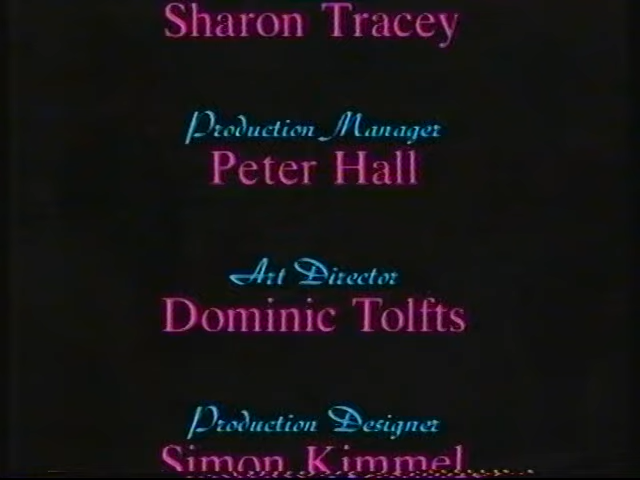 Sharon Tracey
Production Manager
Peter Hall
Art Director
Dominic Tolfts
Production Designer
Simon Kimmel